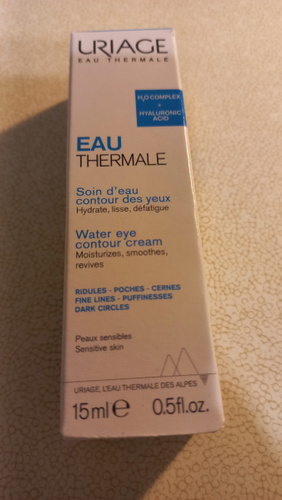 URIAGE
EAU THERMALE
H2O COMPLEX
+
HYALURONIC
ACID
EAU
THERMALE
Soin d'eau
contour des yeux
Hydrate, lisse, défatigue
Water eye
contour cream
Moisturizes, smoothes,
revives
RIDULES - POCHES - CERNES
FINE LINES - PUFFINESSES
DARK CIRCLES
Peaux sensibles
Sensitive skin
URIAGE, L'EAU THERMALE DES ALPES
15 ml e 0.5fl.oz.